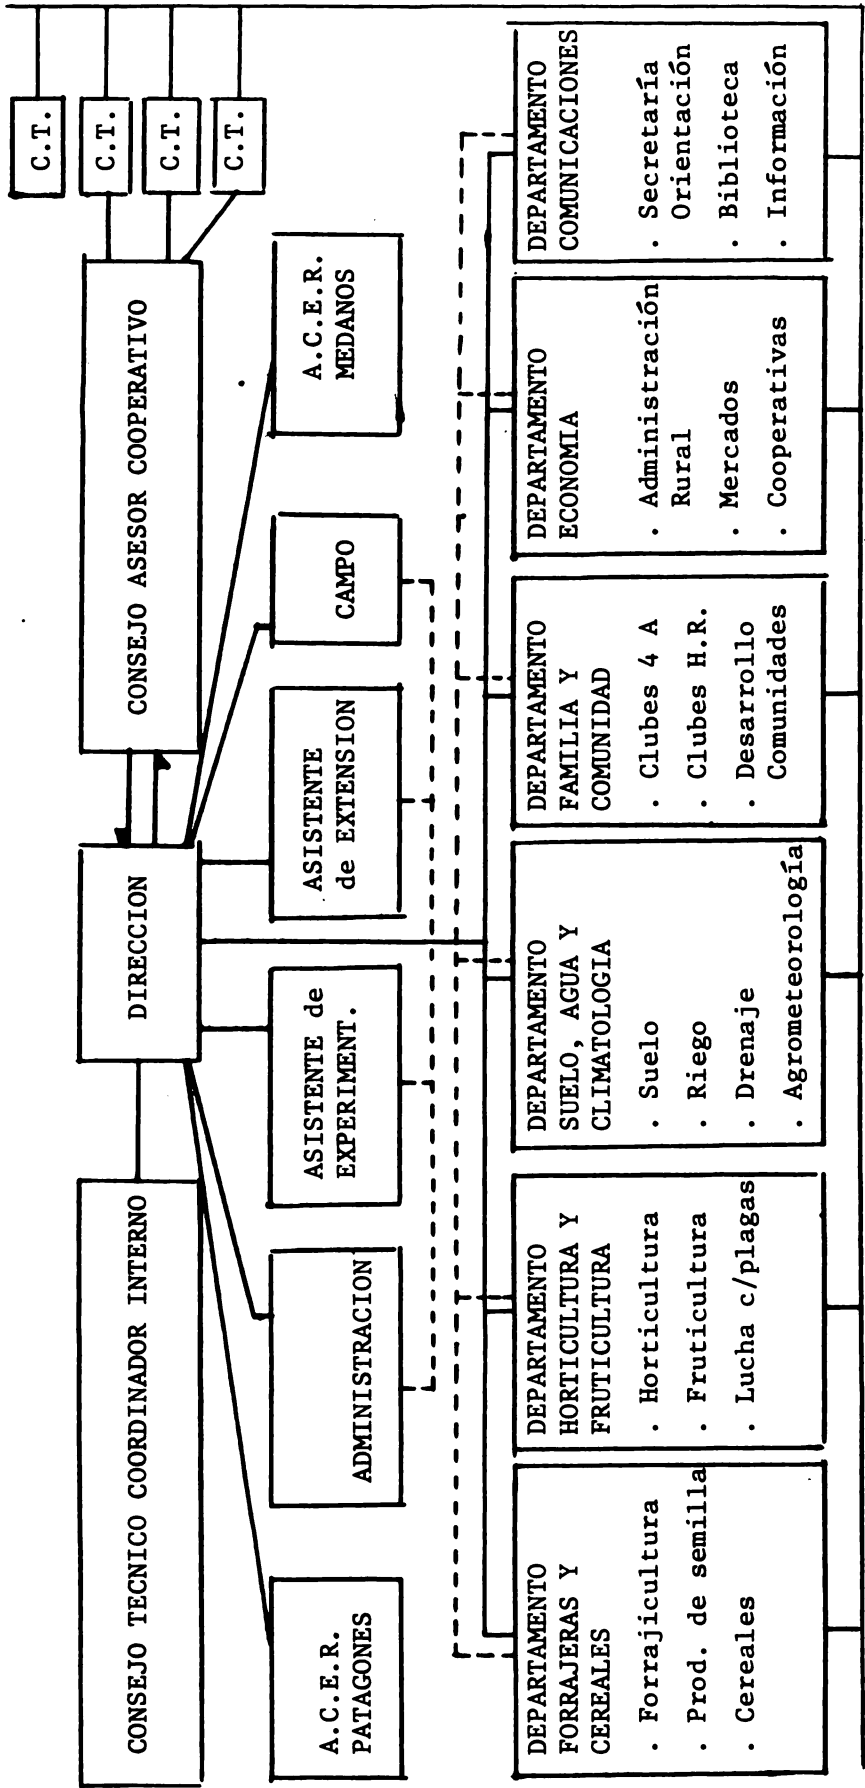 CONSEJO TECNICO COORDINADOR INTERNO
DIRECCION
CONSEJO ASESOR COOPERATIVO
C.T.
C.T.
C.T.
C.T.
A.C.E.R.
PATAGONES
ADMINISTRACION
ASISTENTE de
EXPERIMENT.
ASISTENTE
de EXTENSION
CAMPO
A.C.E.R.
MEDANOS
DEPARTAMENTO
FORRAJERAS Y
CEREALES
. Forrajicultura
. Prod. de semilla
. Cereales
DEPARTAMENTO
HORTICULTURA Y
FRUTICULTURA
. Horticultura
. Fruticultura
. Lucha c/plagas
DEPARTAMENTO
SUELO, AGUA Y
CLIMATOLOGIA
. Suelo
. Riego
. Drenaje
. Agrometeorología
DEPARTAMENTO
FAMILIA Y
COMUNIDAD
. Clubes 4 A
. Clubes H.R.
. Desarrollo
Comunidades
DEPARTAMENTO
ECONOMIA
. Administración
Rural
. Mercados
. Cooperativas
DEPARTAMENTO
COMUNICACIONES
. Secretaría
Orientación
. Biblioteca
. Información